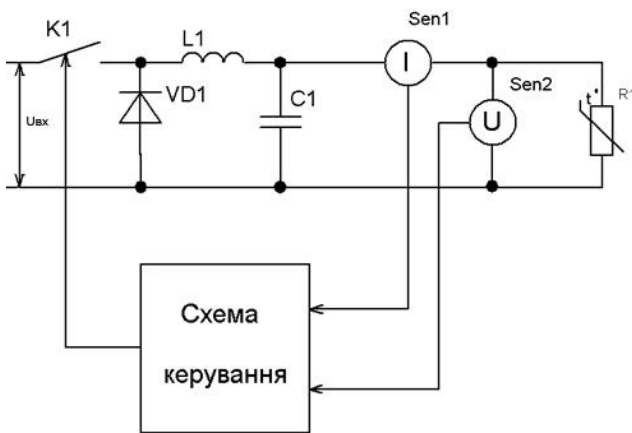 Sen1
K1
L1
Sen2
I
t°
R1
VD1
C1
U
Uвх
Схема
керування